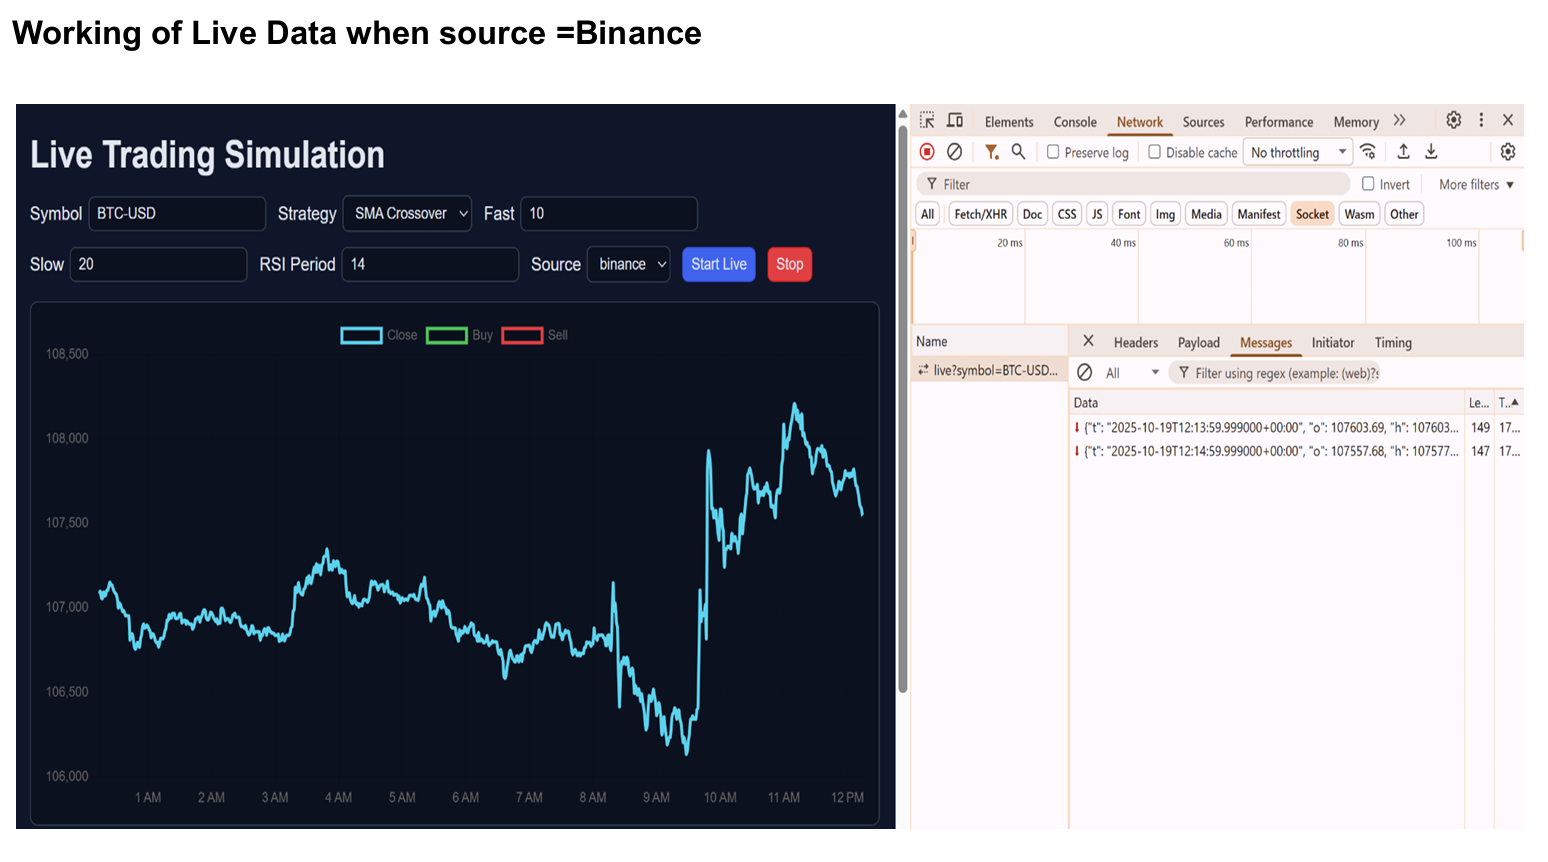 Working of Live Data when source =Binance
Live Trading Simulation
Symbol BTC-USD Strategy SMA Crossover Fast 10
Slow 20 RSI Period 14 Source binance Start Live Stop
Close Buy Sell
108,500
108,000
107,500
107,000
106,500
106,000
1 AM 2 AM 3 AM 4 AM 5 AM 6 AM 7 AM 8 AM 9 AM 10 AM 11 AM 12 PM
Elements Console Network Sources Performance Memory
Preserve log Disable cache No throttling
Filter Invert More filters
All Fetch/XHR Doc CSS JS Font Img Media Manifest Socket Wasm Other
20 ms 40 ms 60 ms 80 ms 100 ms
Name
live?symbol=BTC-USD...
Headers Payload Messages Initiator Timing
All Filter using regex (example: (web)?s
Data Le... T..
{"t": "2025-10-19T12:13:59.999000+00:00", "o": 107603.69, "h": 107603... 149 17...
{"t": "2025-10-19T12:14:59.999000+00:00", "o": 107557.68, "h": 107577... 147 17...